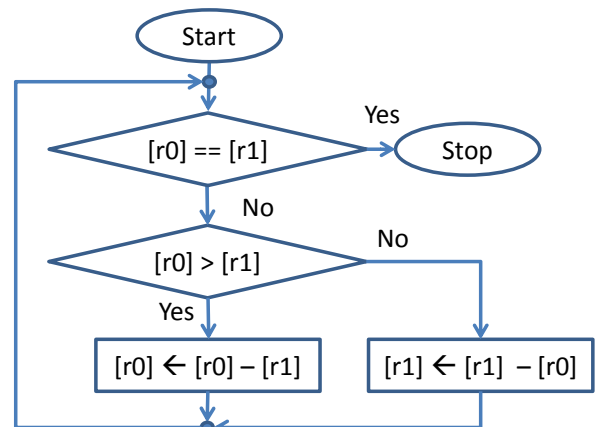 Start
Yes
[r0] == [r1]
Stop
No
No
[r0] > [r1]
Yes
[r0] ← [r0] – [r1]
[r1] ← [r1] – [r0]